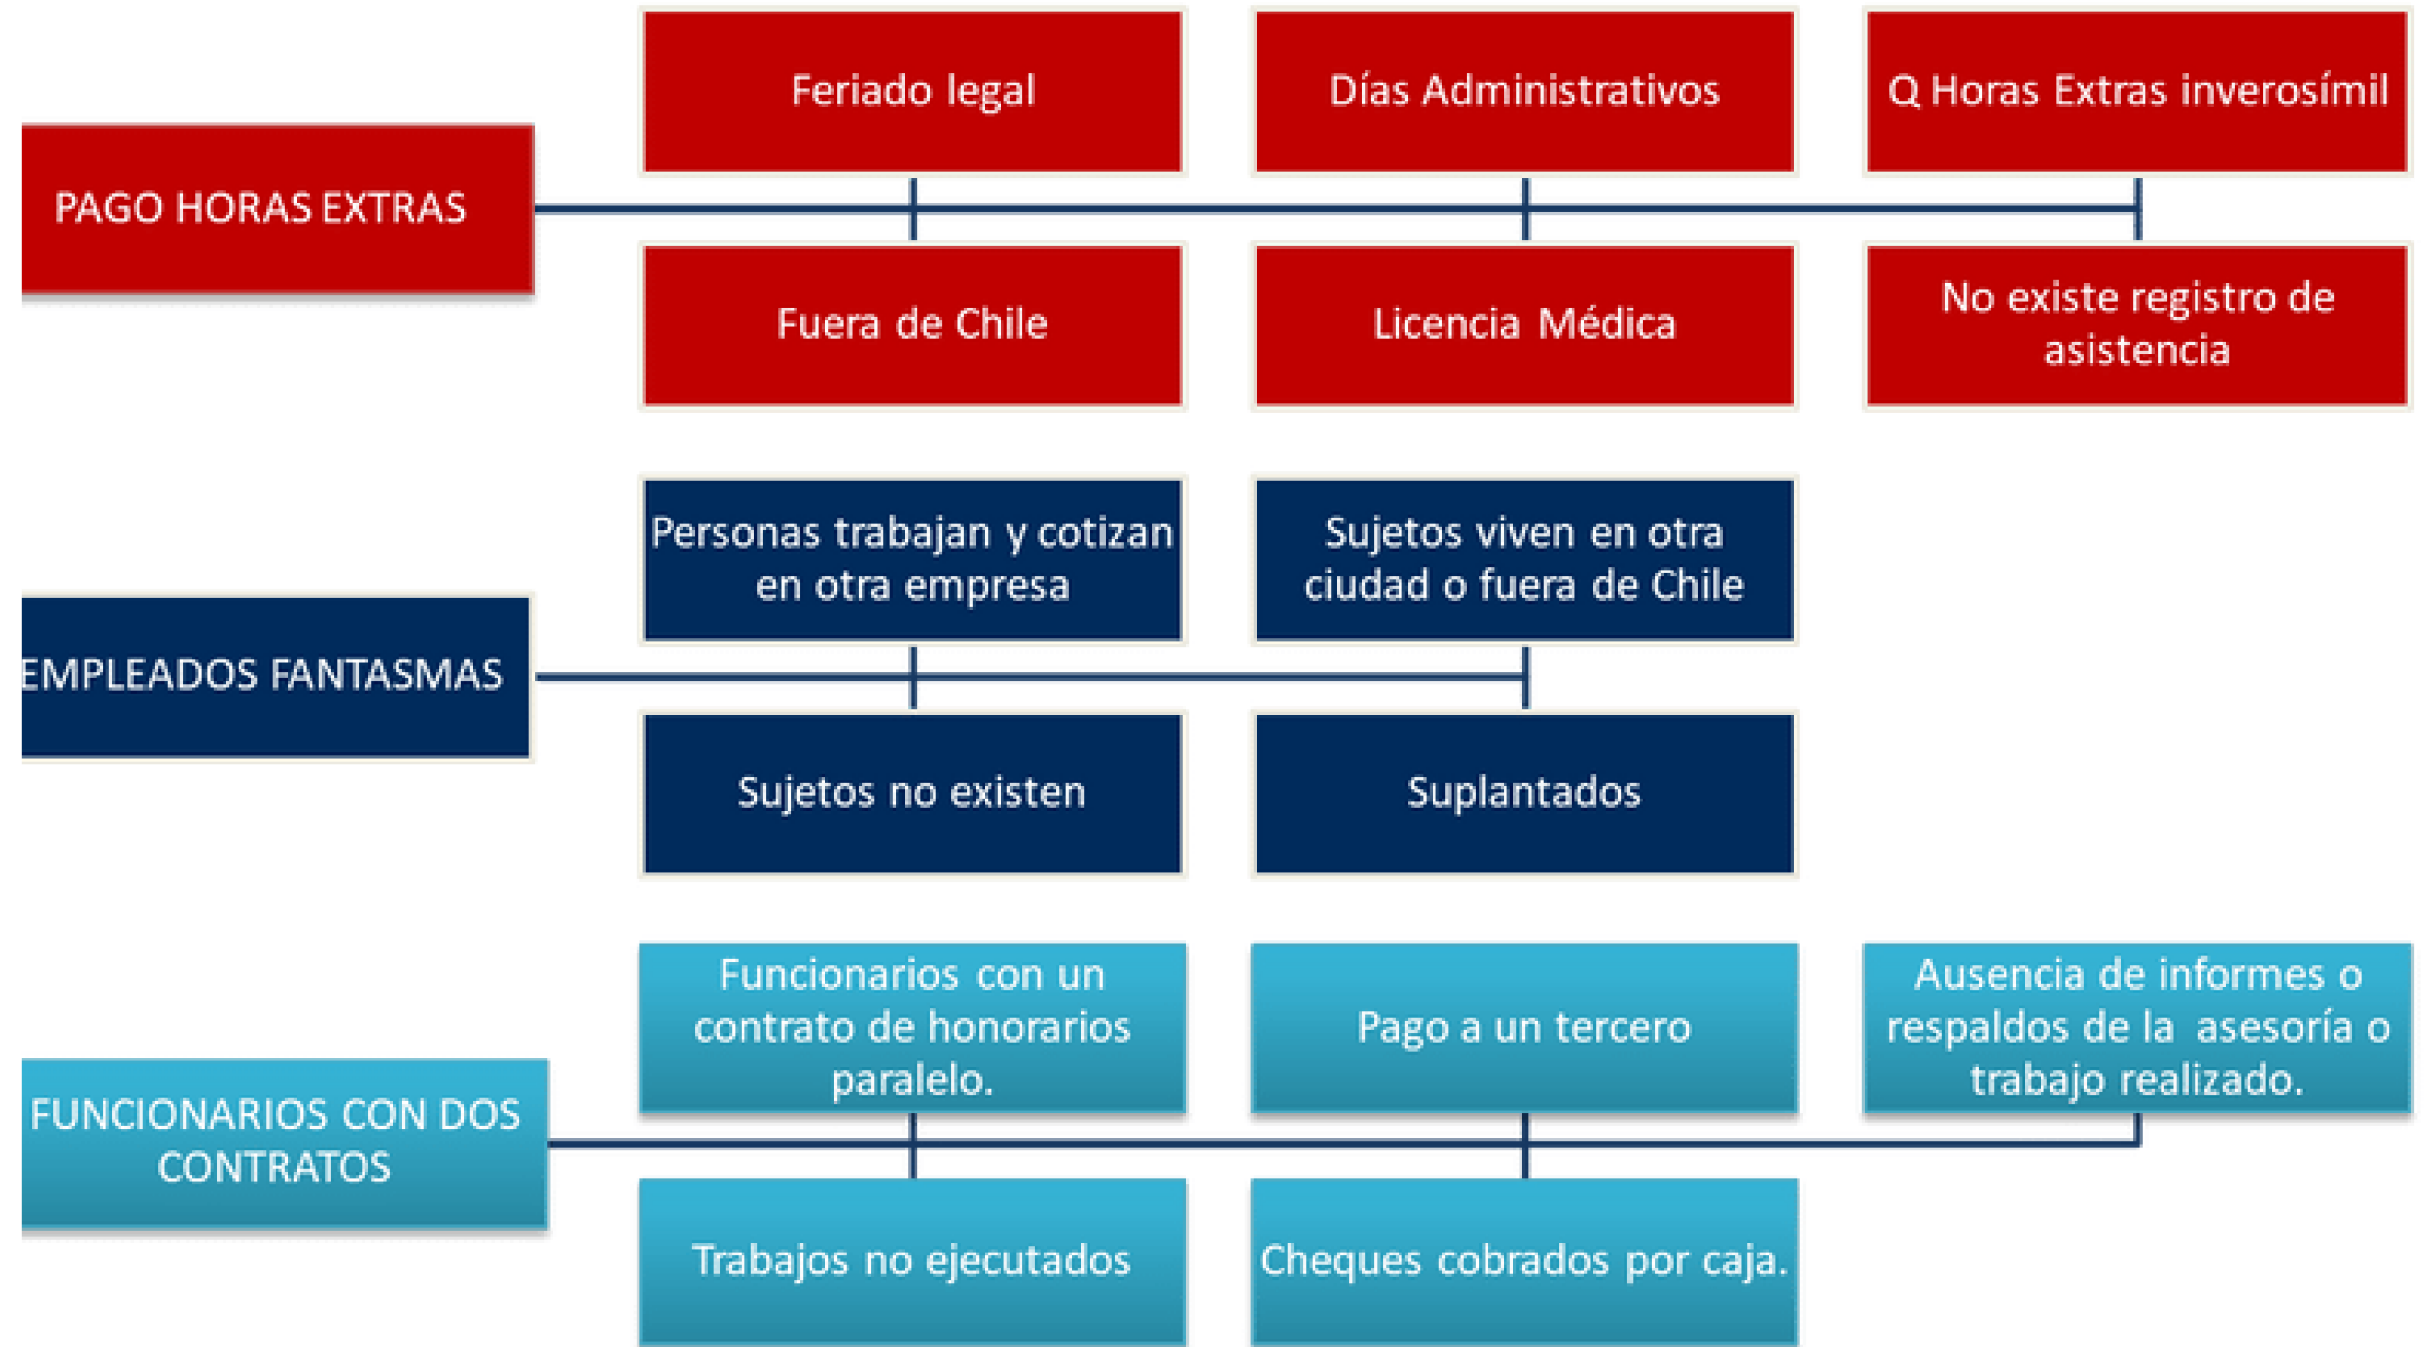 Feriado legal
Días Administrativos
Q Horas Extras inverosímil
PAGO HORAS EXTRAS
Fuera de Chile
Licencia Médica
No existe registro de
asistencia
Personas trabajan y cotizan
en otra empresa
Sujetos viven en otra
ciudad o fuera de Chile
EMPLEADOS FANTASMAS
Sujetos no existen
Suplantados
Funcionarios con un
contrato de honorarios
paralelo.
Pago a un tercero
Ausencia de informes o
respaldos de la asesoría o
trabajo realizado.
FUNCIONARIOS CON DOS
CONTRATOS
Trabajos no ejecutados
Cheques cobrados por caja.